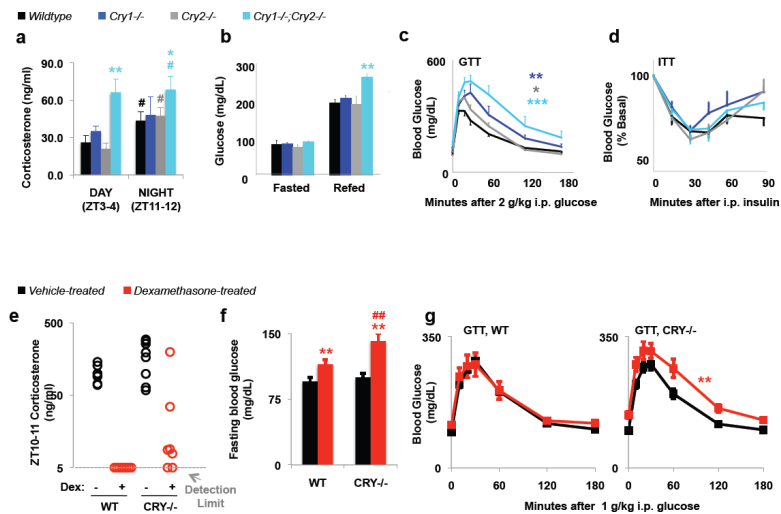 Wildtype Cry1-/- Cry2-/- Cry1-/-;Cry2-/-
a
Corticosterone (ng/ml)
90.0
60.0
30.0
0.0
**
#
#
*
#
DAY
(ZT3-4)
NIGHT
(ZT11-12)
b
Glucose (mg/dL)
300
200
100
0
**
Fasted
Refed
c
GTT
Blood Glucose
(mg/dL)
600
0
**
*
***
0 60 120 180
Minutes after 2 g/kg i.p. glucose
d
ITT
Blood Glucose
(% Basal)
100
50
0 30 60 90
Minutes after i.p. insulin
Vehicle-treated Dexamethasone-treated
e
ZT10-11 Corticosterone
(ng/ml)
500
50
5
Dex: - + - +
WT CRY-/-
Detection
Limit
f
Fasting blood glucose
(mg/dL)
150
75
0
**
##
**
WT CRY-/-
g
GTT, WT
Blood Glucose
(mg/dL)
350
0
0 60 120 180
GTT, CRY-/-
350
0
**
0 60 120 180
Minutes after 1 g/kg i.p. glucose